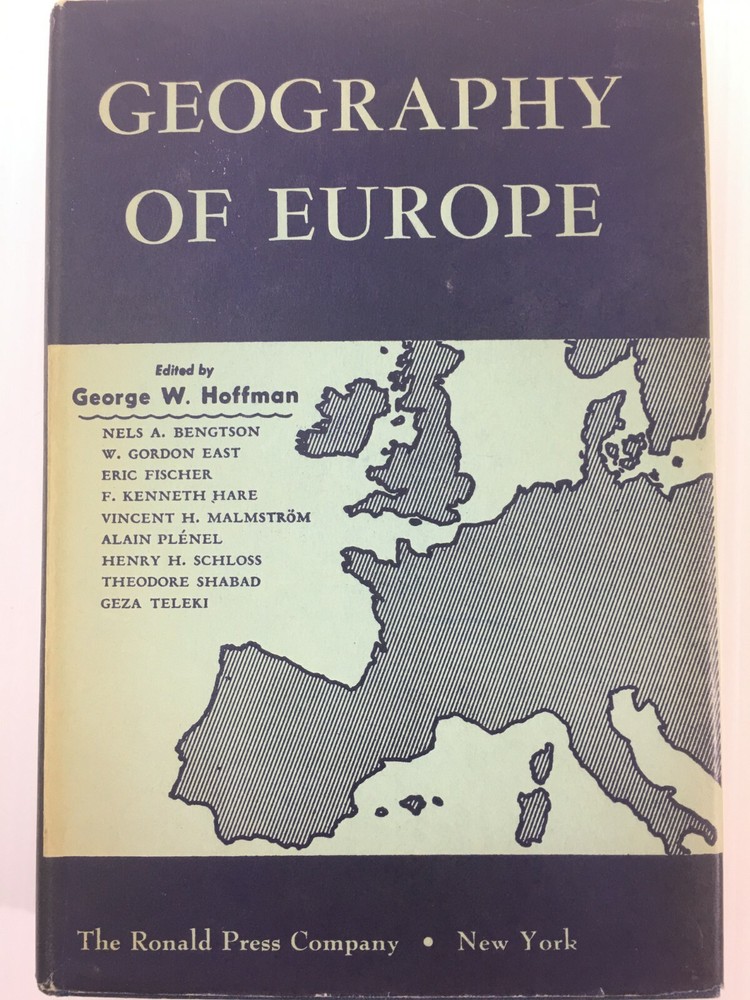 GEOGRAPHY
OF EUROPE
Edited by
George W. Hoffman
NELS A. BENGTSON
W. GORDON EAST
ERIC FISCHER
F. KENNETH HARE
VINCENT H. MALMSTRöM
ALAIN PLÉNEL
HENRY H. SCHLOSS
THEODORE SHABAD
GEZA TELEKI
The Ronald Press Company • New York